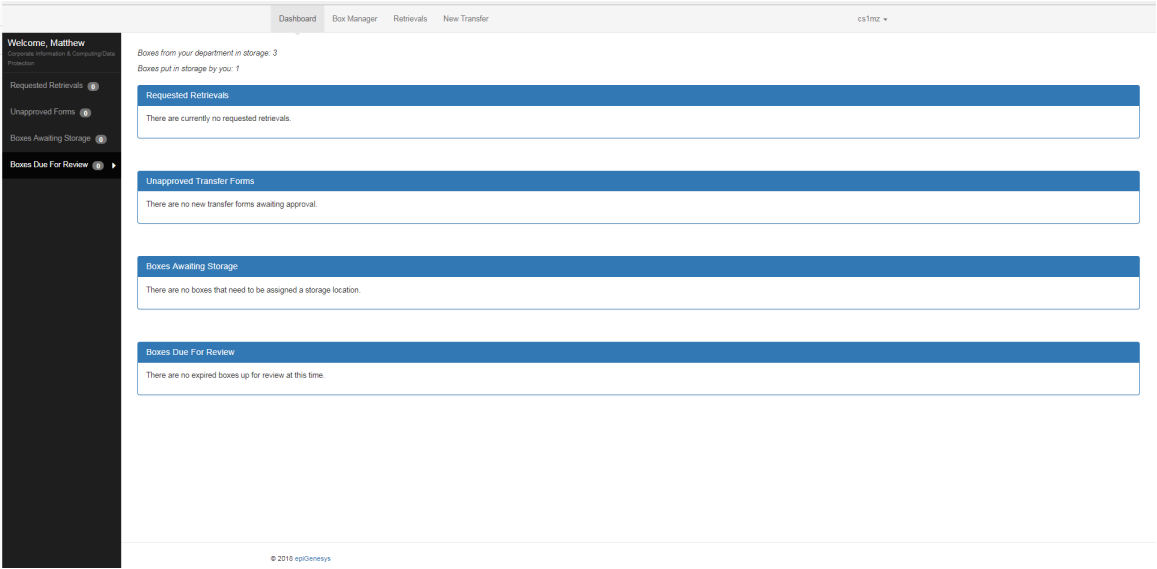 Dashboard Box Manager Retrievals New Transfer cs1mz
Welcome, Matthew
Corporate Information & Computing/Data
Protection
Requested Retrievals 0
Unapproved Forms 0
Boxes Awaiting Storage 0
Boxes Due For Review 0
Boxes from your department in storage: 3
Boxes put in storage by you: 1
Requested Retrievals
There are currently no requested retrievals.
Unapproved Transfer Forms
There are no new transfer forms awaiting approval.
Boxes Awaiting Storage
There are no boxes that need to be assigned a storage location.
Boxes Due For Review
There are no expired boxes up for review at this time.
© 2018 epiGenesys